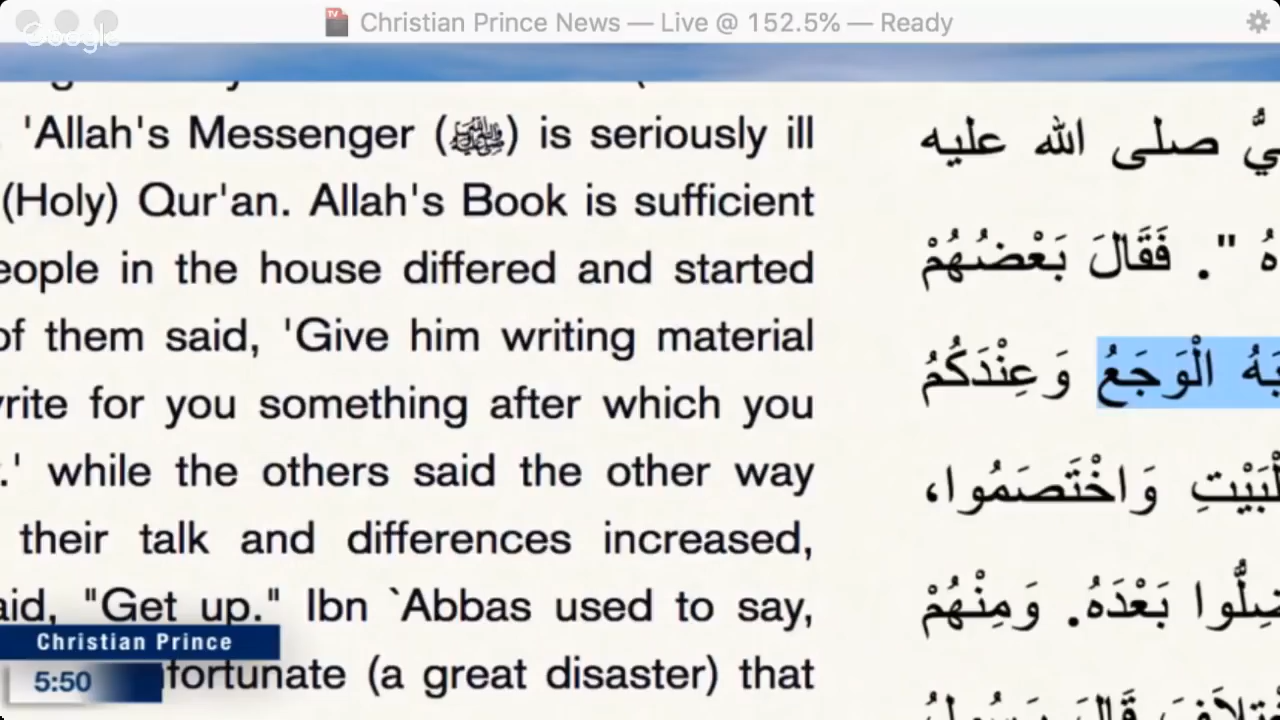 Christian Prince News — Live @ 152.5% — Ready
Google
'Allah's Messenger (ﷺ) is seriously ill
(Holy) Qur'an. Allah's Book is sufficient
eople in the house differed and started
of them said, 'Give him writing material
rite for you something after which you
.' while the others said the other way
their talk and differences increased,
aid, "Get up." Ibn `Abbas used to say,
fortunate (a great disaster) that
يُّ صلى الله عليه
هُ ‏"‏‏.‏ فَقَالَ بَعْضُهُمْ
بَهُ الْوَجَعُ وَعِنْدَكُمُ
لْبَيْتِ وَاخْتَصَمُوا،
ضِلُّوا بَعْدَهُ‏.‏ وَمِنْهُمْ
قَالَ
Christian Prince
5:50